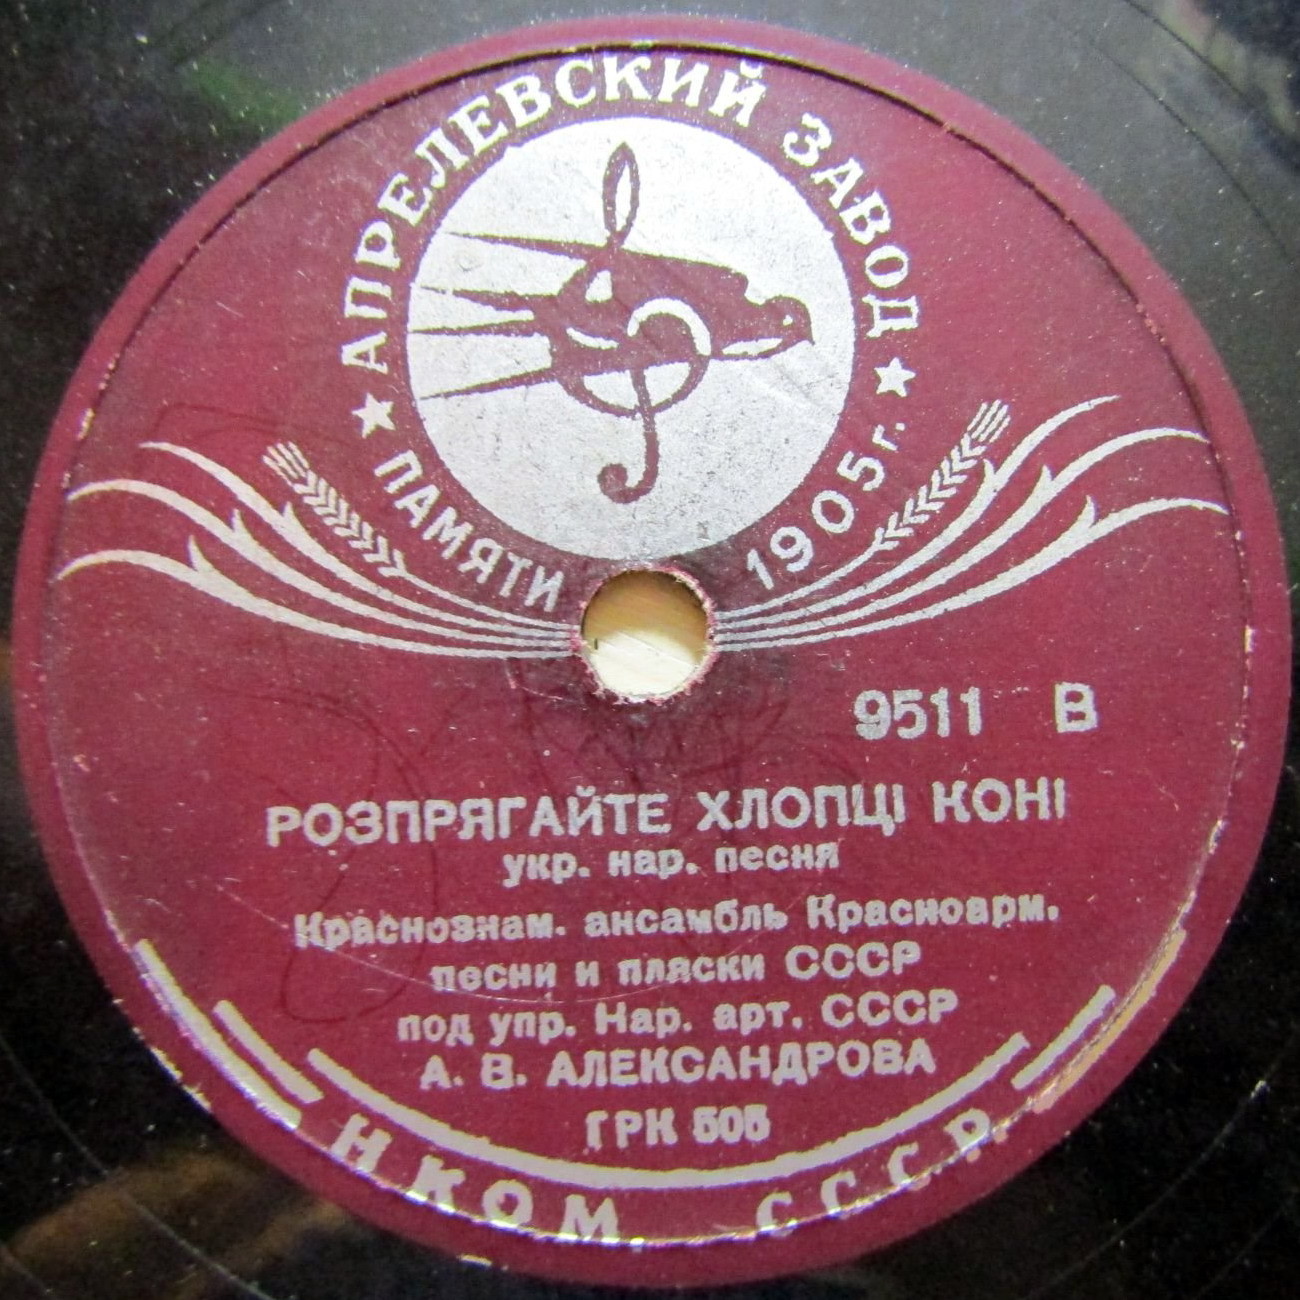 АПРЕЛЕВСКИЙ ЗАВОД
ПАМЯТИ 1905г.
9511 В
РОЗПРЯГАЙТЕ ХЛОПЦІ КОНІ
укр. нар. песня
Краснознам. ансамбль Красноарм.
песни и пляски СССР
под упр. Нар. арт. СССР
А. В. АЛЕКСАНДРОВА
ГРК 505
НКОМ. СССР